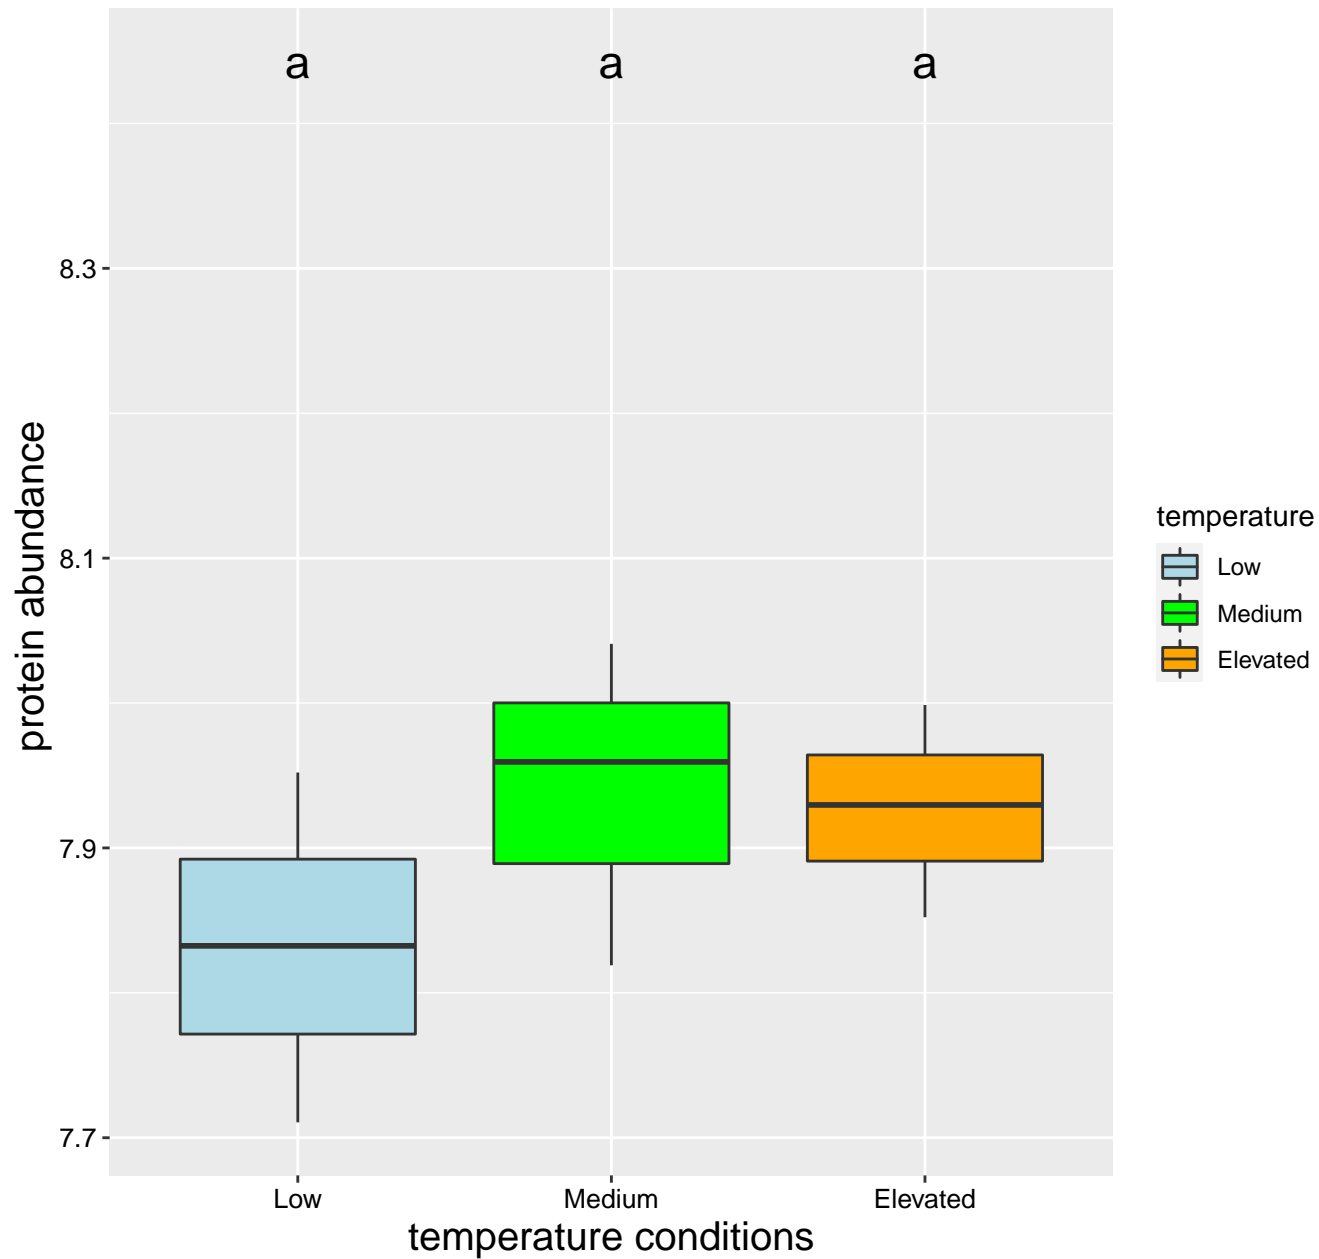 a a a
8.3
8.1
7.9
7.7
protein abundance
Low Medium Elevated
temperature conditions
temperature
Low
Medium
Elevated